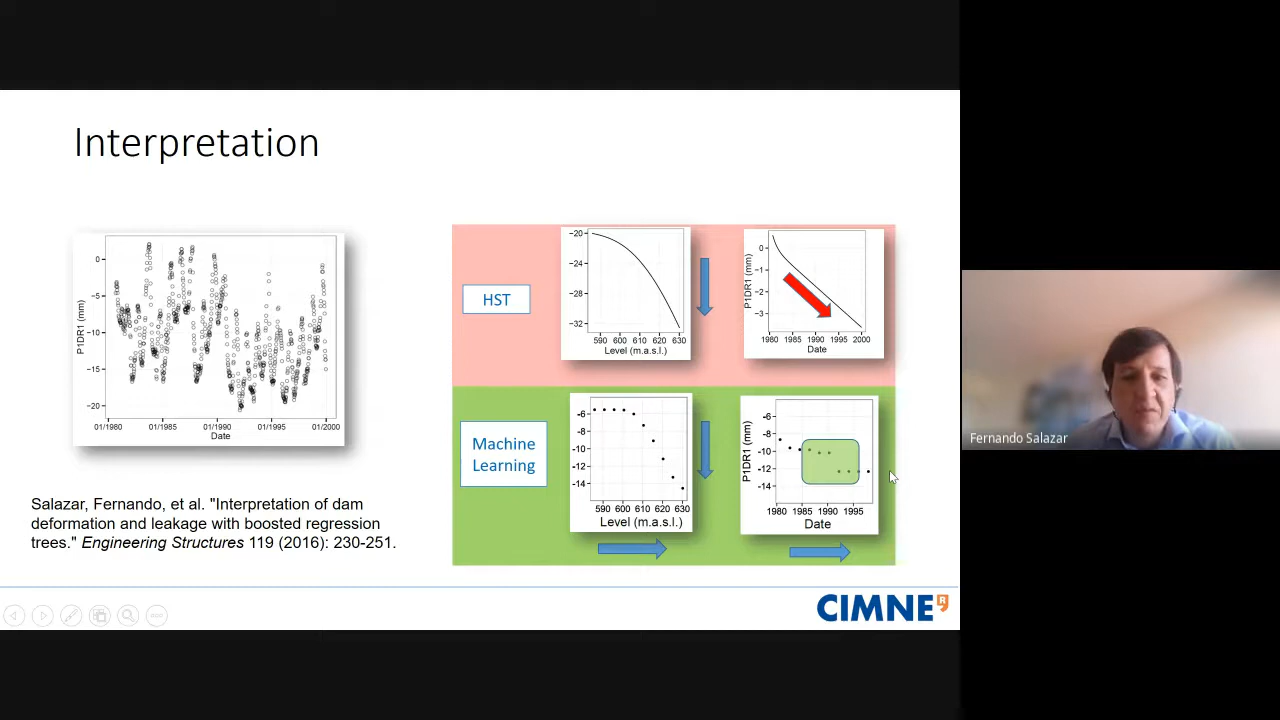 Interpretation
P1DR1 (mm)
0
−5
−10
−15
−20
01/1980 01/1985 01/1990 01/1995 01/2000
Date
Salazar, Fernando, et al. "Interpretation of dam
deformation and leakage with boosted regression
trees." Engineering Structures 119 (2016): 230-251.
HST
−20
−24
−28
−32
590 600 610 620 630
Level (m.a.s.l.)
P1DR1 (mm)
0
−1
−2
−3
1980 1985 1990 1995 2000
Date
Machine
Learning
-6
-8
-10
-12
-14
590 600 610 620 630
Level (m.a.s.l.)
P1DR1 (mm)
-6
-8
-10
-12
-14
1980 1985 1990 1995
Date
CIMNE R
Fernando Salazar